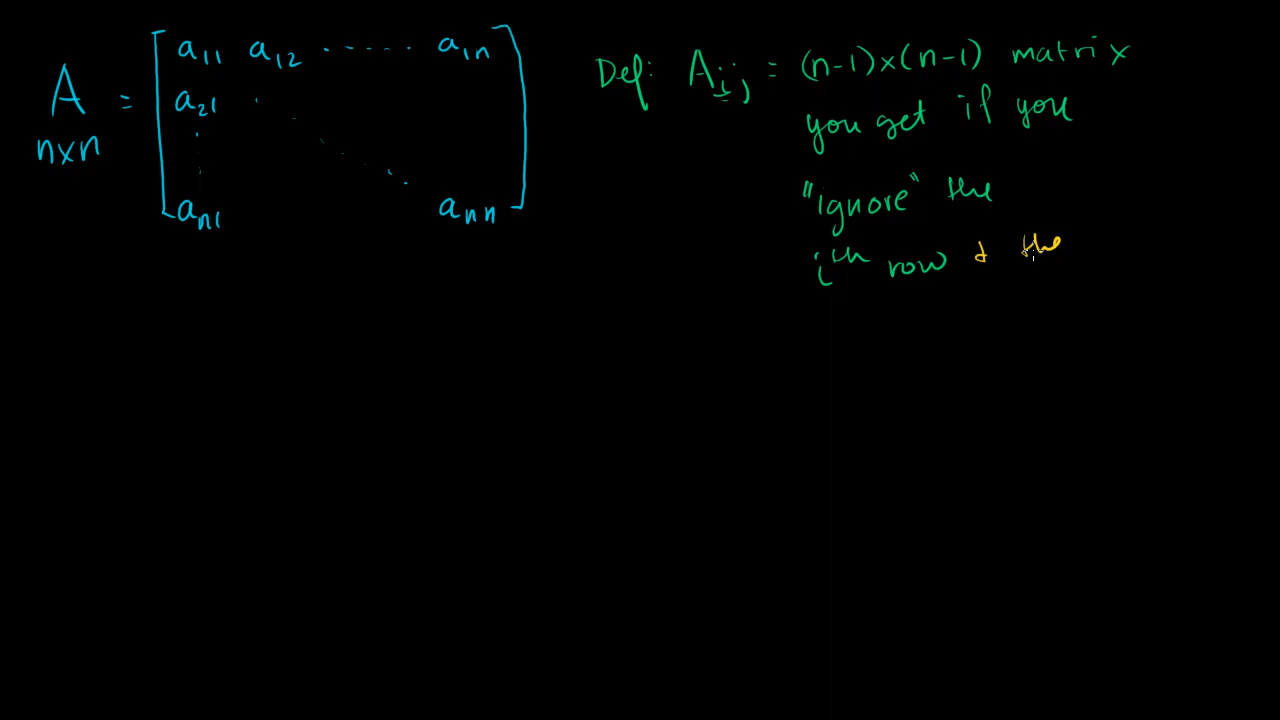 A n×n = [ a11 a12 ...... a1n
a21 .
⋮ ⋱
an1 ann ]
Def: Aij = (n-1)×(n-1) matrix
you get if you
"ignore" the
ith row & the